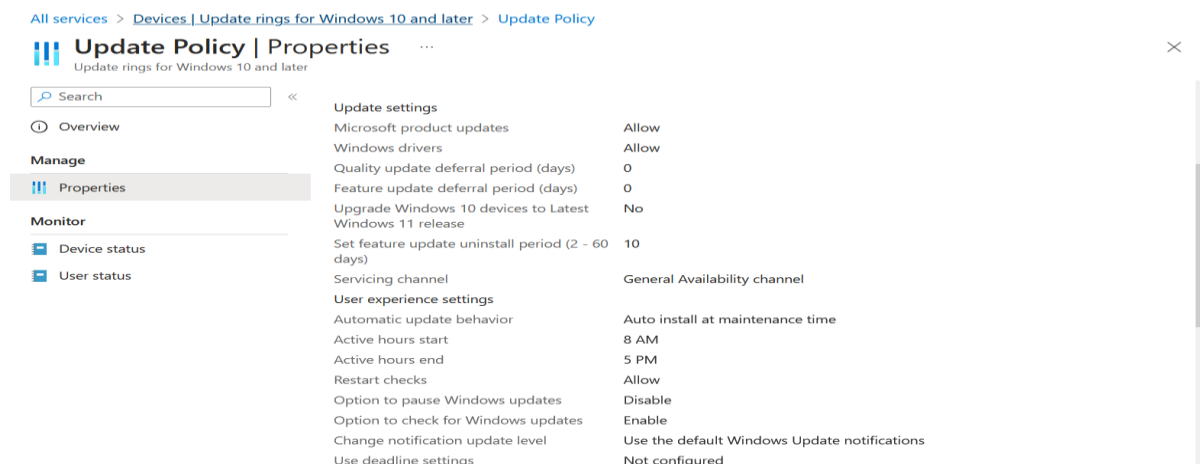 All services > Devices | Update rings for Windows 10 and later > Update Policy
Update Policy | Properties ...
Update rings for Windows 10 and later
Search
Overview
Manage
Properties
Monitor
Device status
User status
Update settings
Microsoft product updates Allow
Windows drivers Allow
Quality update deferral period (days) 0
Feature update deferral period (days) 0
Upgrade Windows 10 devices to Latest No
Windows 11 release
Set feature update uninstall period (2 - 60 10
days)
Servicing channel General Availability channel
User experience settings
Automatic update behavior Auto install at maintenance time
Active hours start 8 AM
Active hours end 5 PM
Restart checks Allow
Option to pause Windows updates Disable
Option to check for Windows updates Enable
Change notification update level Use the default Windows Update notifications
Use deadline settings Not configured